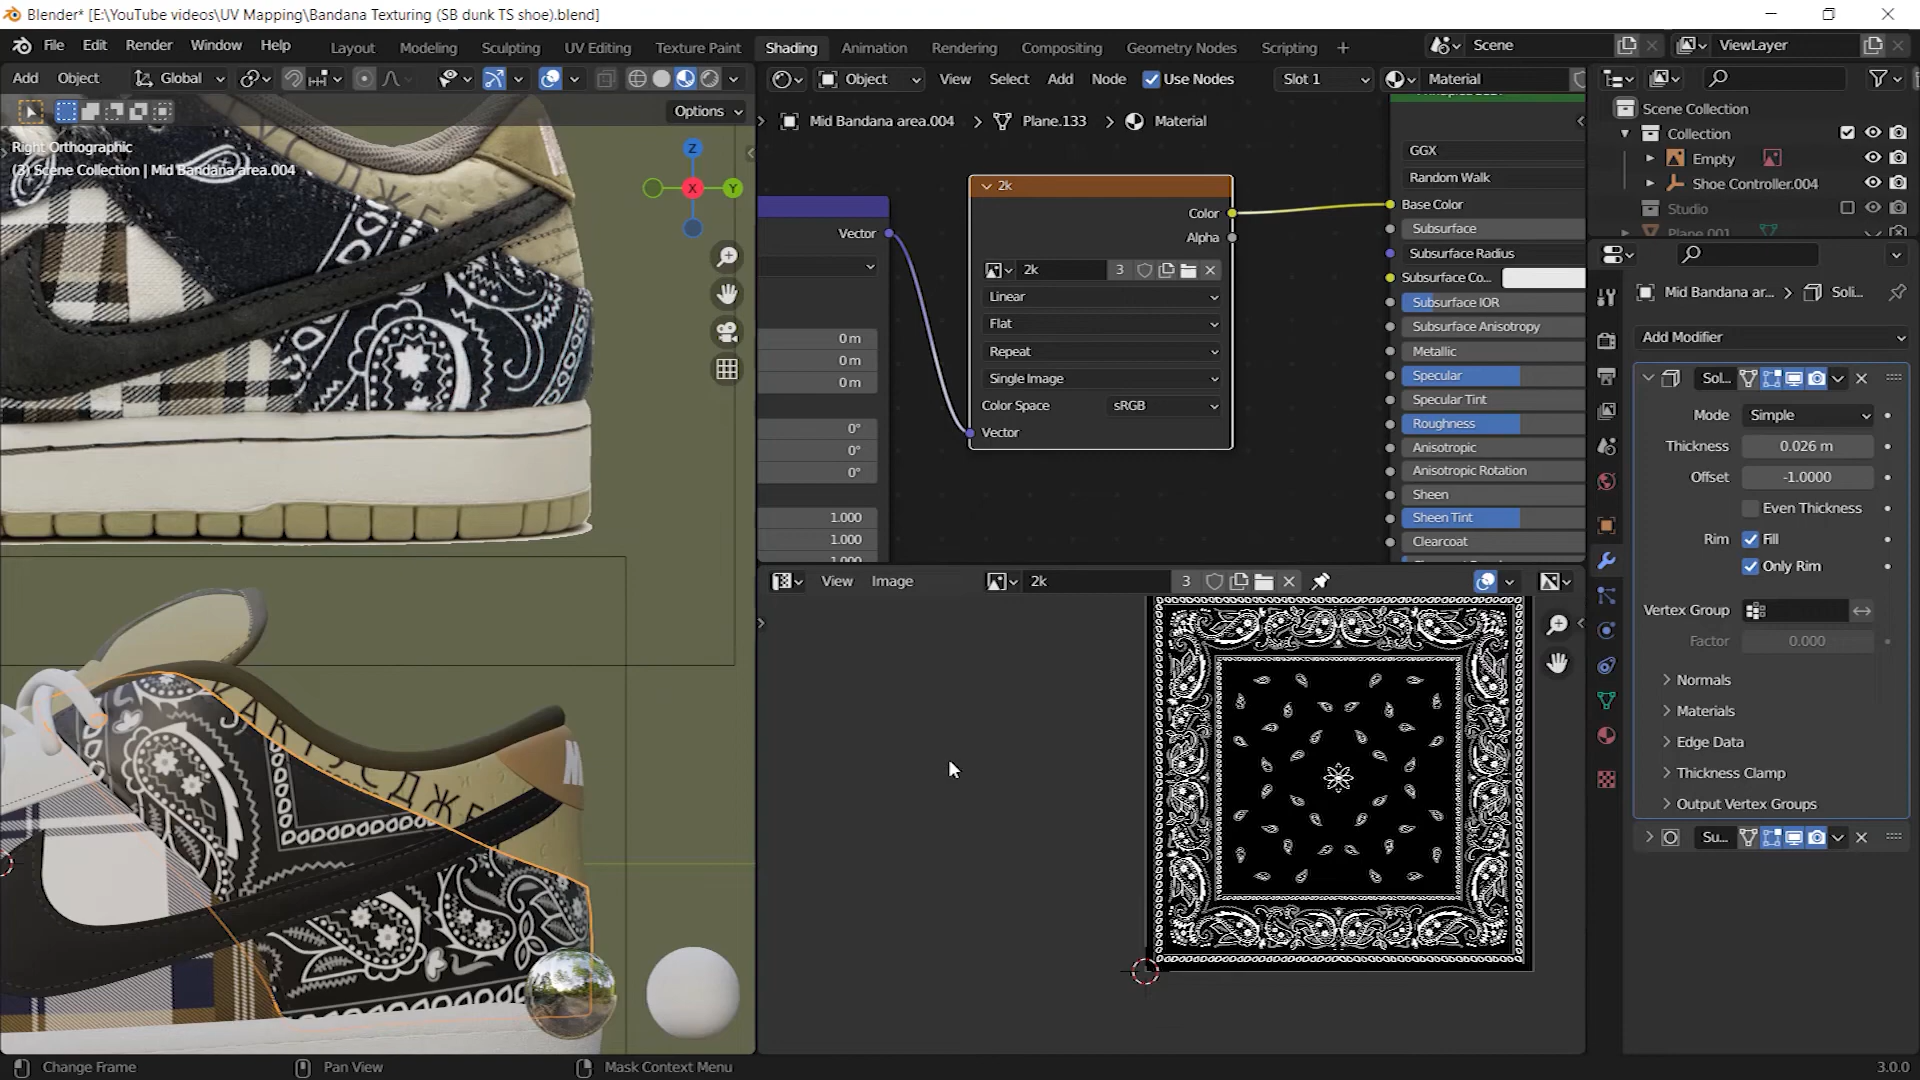 Blender* [E:\YouTube videos\UV Mapping\Bandana Texturing (SB dunk TS shoe).blend]
File Edit Render Window Help Layout Modeling Sculpting UV Editing Texture Paint Shading Animation Rendering Compositing Geometry Nodes Scripting + Scene ViewLayer
Add Object Global Object View Select Add Node Use Nodes Slot 1 Material
Options
Right Orthographic
(3) Scene Collection | Mid Bandana area.004
Z
X
Y
Mid Bandana area.004 > Plane.133 > Material
2k
Color
Alpha
2k 3
Linear
Flat
Repeat
Single Image
Color Space sRGB
Vector
Vector
0 m
0 m
0 m
0°
0°
0°
1.000
1.000
1.000
GGX
Random Walk
Base Color
Subsurface
Subsurface Radius
Subsurface Co...
Subsurface IOR
Subsurface Anisotropy
Metallic
Specular
Specular Tint
Roughness
Anisotropic
Anisotropic Rotation
Sheen
Sheen Tint
Clearcoat
View Image 2k 3
Scene Collection
Collection
Empty
Shoe Controller.004
Studio
Plane.001
Mid Bandana ar... > Soli...
Add Modifier
Sol...
Mode Simple
Thickness 0.026 m
Offset -1.0000
Even Thickness
Rim Fill
Only Rim
Vertex Group
Factor 0.000
Normals
Materials
Edge Data
Thickness Clamp
Output Vertex Groups
Su...
Change Frame Pan View Mask Context Menu 3.0.0